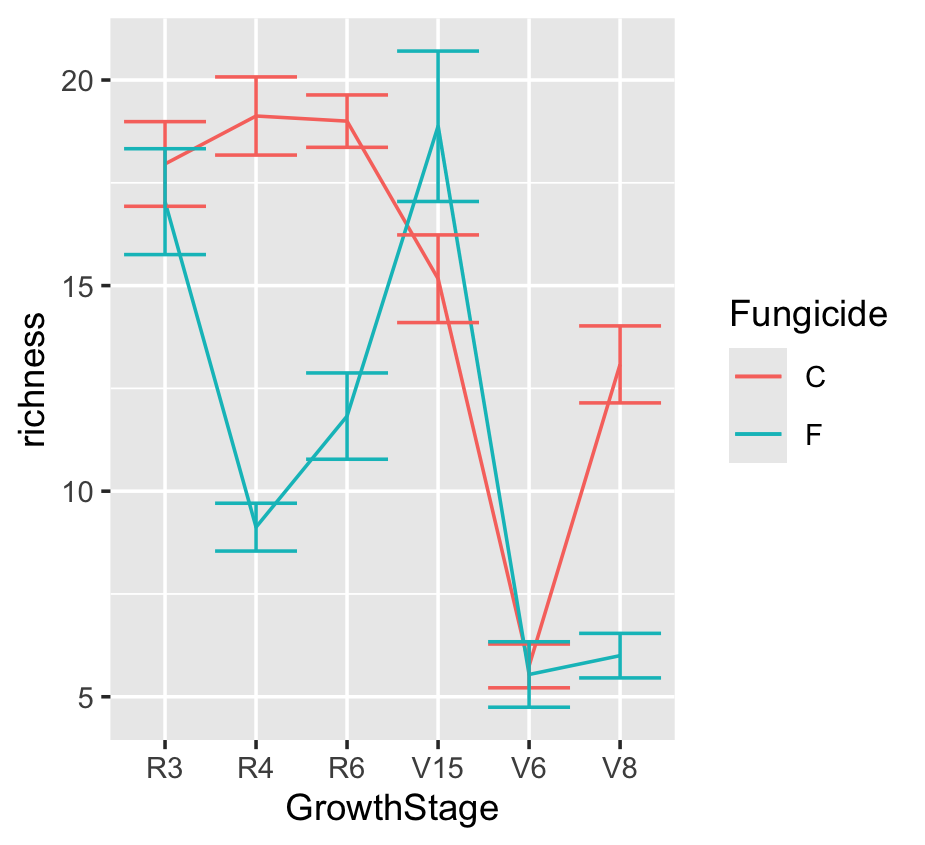 20
15
10
5
richness
R3 R4 R6 V15 V6 V8
GrowthStage
Fungicide
C
F